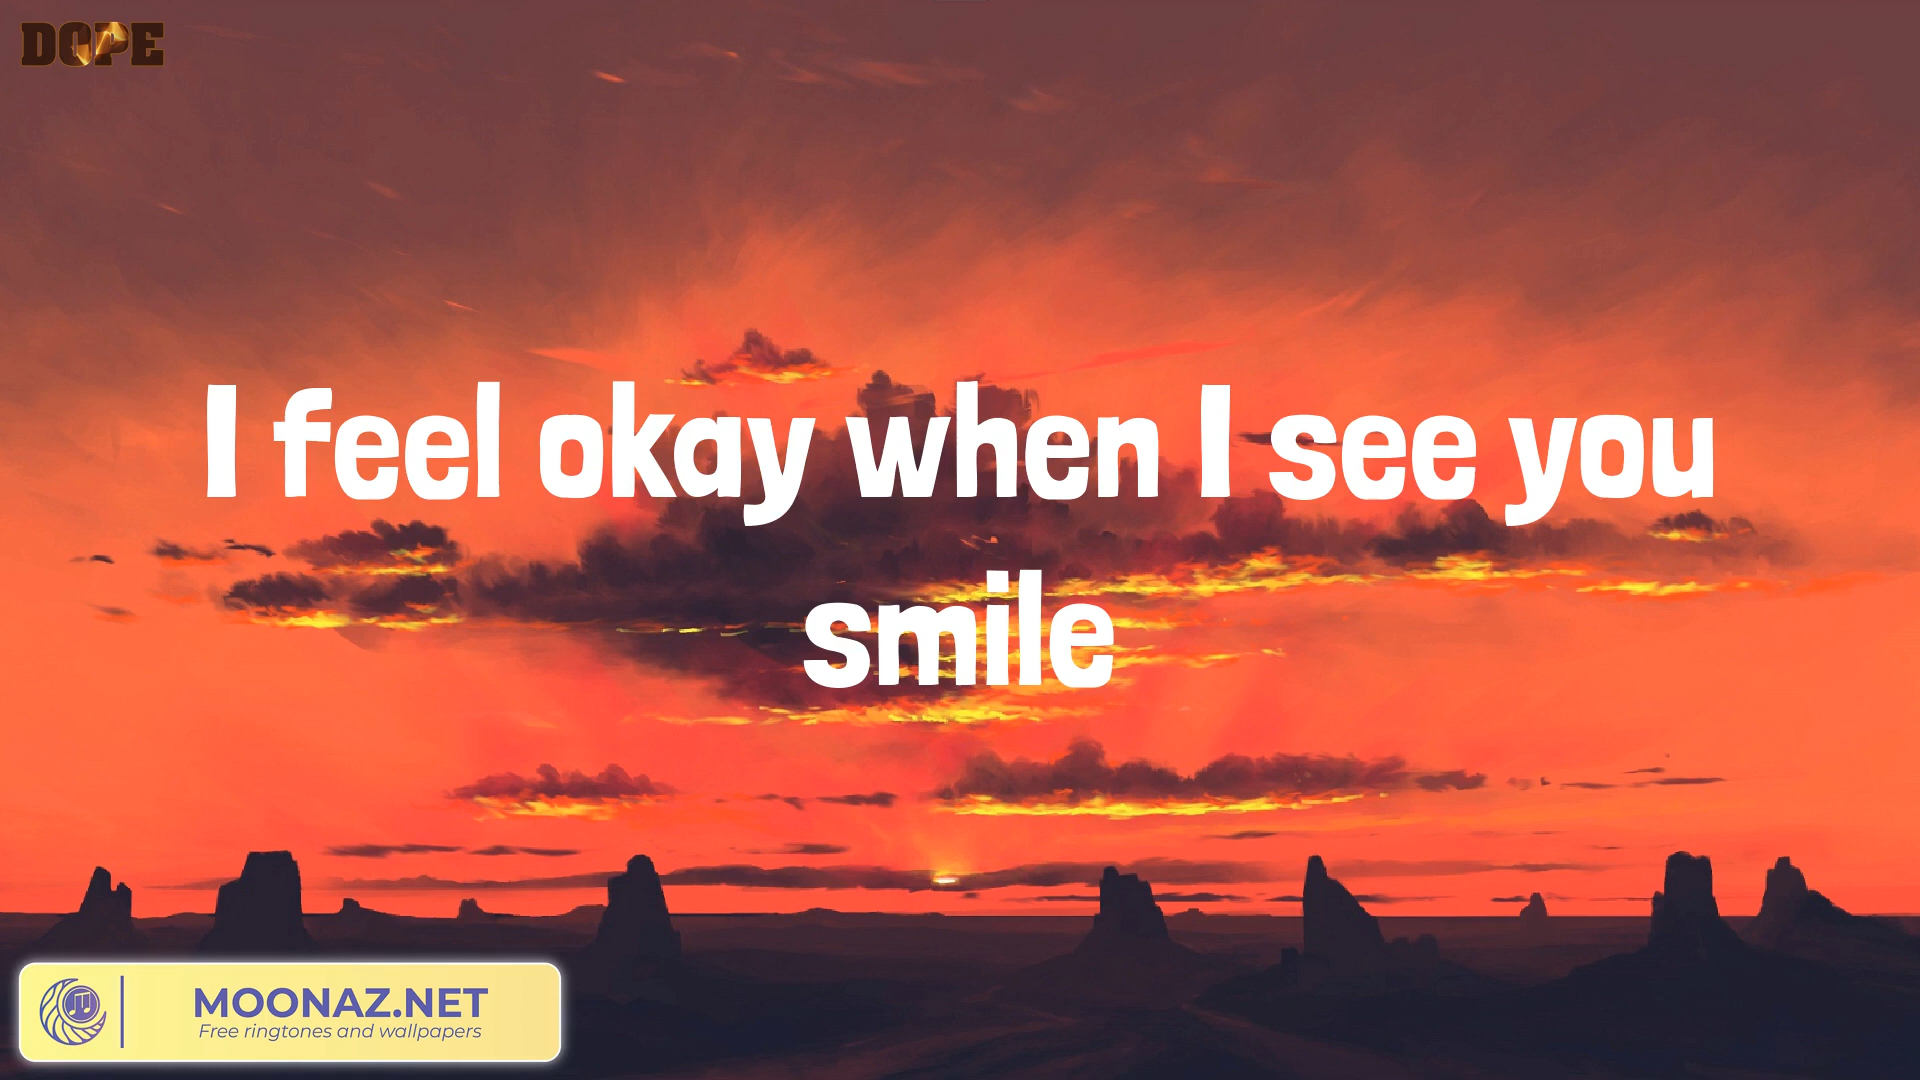 DOPE
I feel okay when I see you
smile
MOONAZ.NET
Free ringtones and wallpapers